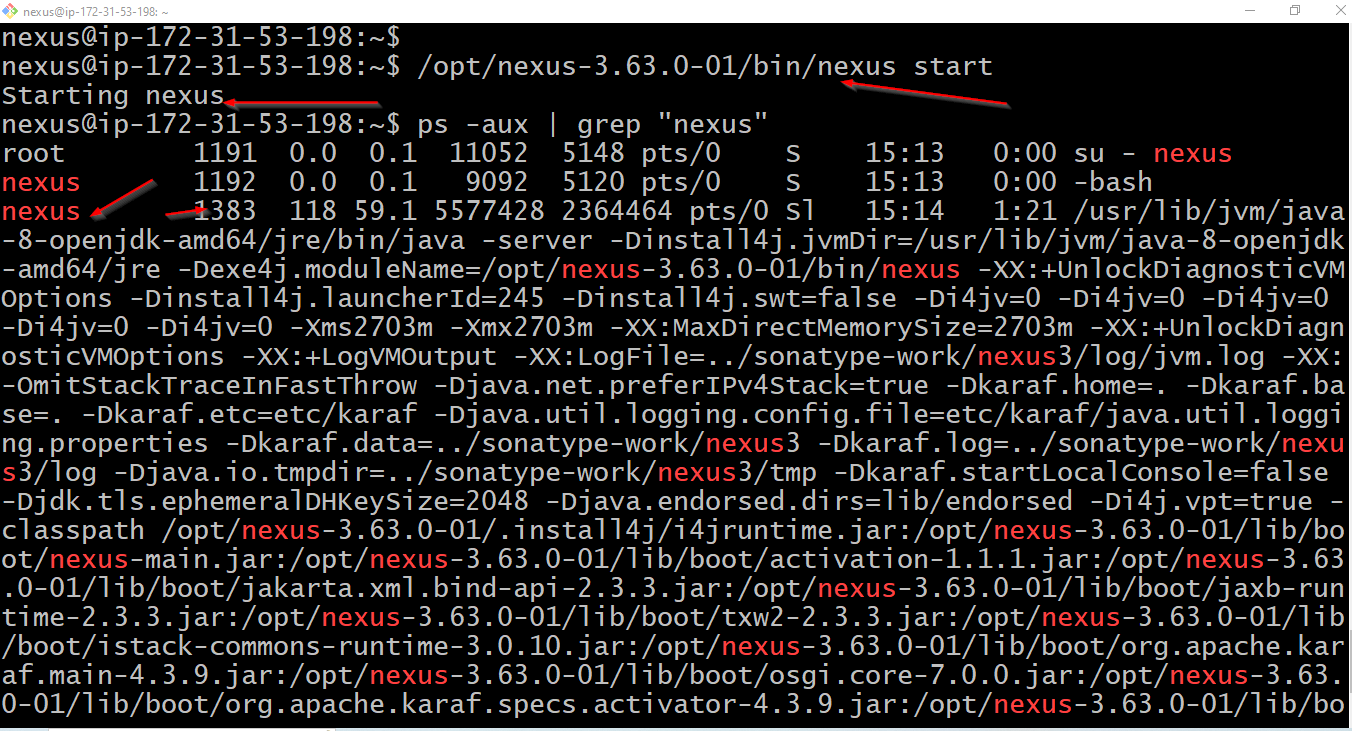 nexus@ip-172-31-53-198: ~
nexus@ip-172-31-53-198:~$
nexus@ip-172-31-53-198:~$ /opt/nexus-3.63.0-01/bin/nexus start
Starting nexus
nexus@ip-172-31-53-198:~$ ps -aux | grep "nexus"
root        1191  0.0  0.1  11052  5148 pts/0    S    15:13   0:00 su - nexus
nexus       1192  0.0  0.1   9092  5120 pts/0    S    15:13   0:00 -bash
nexus       1383  118 59.1 5577428 2364464 pts/0 Sl   15:14   1:21 /usr/lib/jvm/java
-8-openjdk-amd64/jre/bin/java -server -Dinstall4j.jvmDir=/usr/lib/jvm/java-8-openjdk
-amd64/jre -Dexe4j.moduleName=/opt/nexus-3.63.0-01/bin/nexus -XX:+UnlockDiagnosticVM
Options -Dinstall4j.launcherId=245 -Dinstall4j.swt=false -Di4jv=0 -Di4jv=0 -Di4jv=0
-Di4jv=0 -Di4jv=0 -Xms2703m -Xmx2703m -XX:MaxDirectMemorySize=2703m -XX:+UnlockDiagn
osticVMOptions -XX:+LogVMOutput -XX:LogFile=../sonatype-work/nexus3/log/jvm.log -XX:
-OmitStackTraceInFastThrow -Djava.net.preferIPv4Stack=true -Dkaraf.home=. -Dkaraf.ba
se=. -Dkaraf.etc=etc/karaf -Djava.util.logging.config.file=etc/karaf/java.util.loggi
ng.properties -Dkaraf.data=../sonatype-work/nexus3 -Dkaraf.log=../sonatype-work/nexu
s3/log -Djava.io.tmpdir=../sonatype-work/nexus3/tmp -Dkaraf.startLocalConsole=false
-Djdk.tls.ephemeralDHKeySize=2048 -Djava.endorsed.dirs=lib/endorsed -Di4j.vpt=true -
classpath /opt/nexus-3.63.0-01/.install4j/i4jruntime.jar:/opt/nexus-3.63.0-01/lib/bo
ot/nexus-main.jar:/opt/nexus-3.63.0-01/lib/boot/activation-1.1.1.jar:/opt/nexus-3.63
.0-01/lib/boot/jakarta.xml.bind-api-2.3.3.jar:/opt/nexus-3.63.0-01/lib/boot/jaxb-run
time-2.3.3.jar:/opt/nexus-3.63.0-01/lib/boot/txw2-2.3.3.jar:/opt/nexus-3.63.0-01/lib
/boot/istack-commons-runtime-3.0.10.jar:/opt/nexus-3.63.0-01/lib/boot/org.apache.kar
af.main-4.3.9.jar:/opt/nexus-3.63.0-01/lib/boot/osgi.core-7.0.0.jar:/opt/nexus-3.63.
0-01/lib/boot/org.apache.karaf.specs.activator-4.3.9.jar:/opt/nexus-3.63.0-01/lib/bo